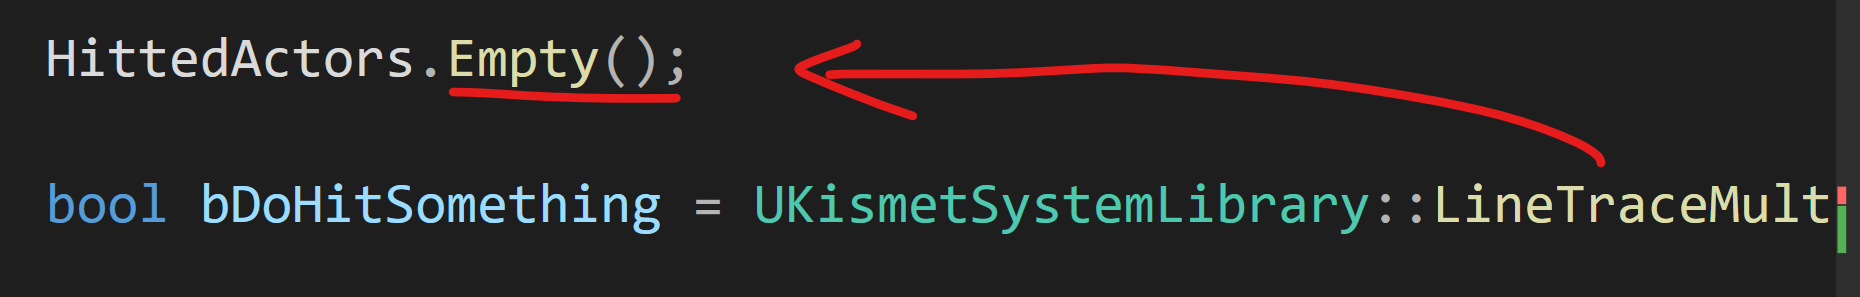 HittedActors.Empty();
bool bDoHitSomething = UKismetSystemLibrary::LineTraceMult